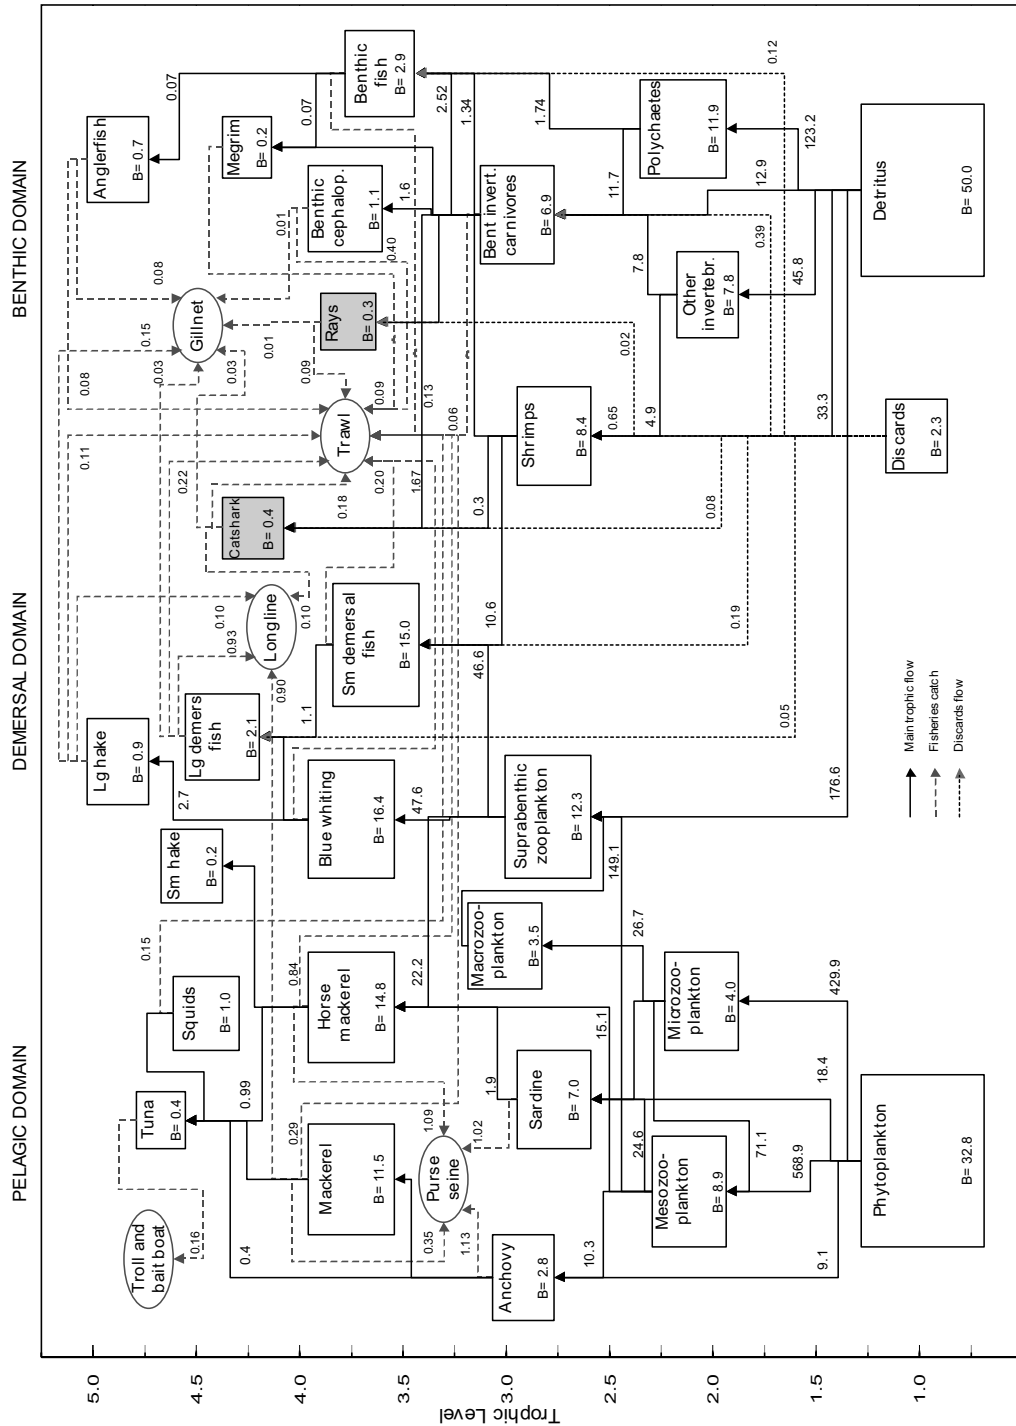 PELAGIC DOMAIN
DEMERSAL DOMAIN
BENTHIC DOMAIN
Trophic Level
5.0
4.5
4.0
3.5
3.0
2.5
2.0
1.5
1.0
Troll and
bait boat
0.16
Tuna
B= 0.4
0.4
0.99
Squids
B= 1.0
0.15
Sm hake
B= 0.2
Lg hake
B= 0.9
2.7
Lg demers
fish
B= 2.1
1.1
0.11
0.08
0.15
0.03
0.03
0.22
0.93
0.10
0.10
0.90
Longline
Catshark
B= 0.4
0.18
Gillnet
0.08
0.01
0.01
Anglerfish
B= 0.7
0.07
Megrim
B= 0.2
0.07
Mackerel
B= 11.5
0.29
0.35
Horse
mackerel
B= 14.8
0.84
1.09
Blue whiting
B= 16.4
47.6
Sm demersal
fish
B= 15.0
Trawl
0.20
1.67
0.09
0.09
0.13
0.06
Rays
B= 0.3
Benthic
cephalop.
B= 1.1
1.6
0.40
Benthic
fish
B= 2.9
2.52
1.34
Purse
seine
1.02
1.13
Anchovy
B= 2.8
10.3
9.1
Sardine
B= 7.0
1.9
22.2
15.1
24.6
Macrozoo-
plankton
B= 3.5
26.7
Suprabenthic
zooplankton
B= 12.3
149.1
46.6
10.6
0.3
Shrimps
B= 8.4
0.65
4.9
0.02
Bent invert.
carnivores
B= 6.9
7.8
11.7
1.74
0.12
Mesozoo-
plankton
B= 8.9
71.1
568.9
Microzoo-
plankton
B= 4.0
429.9
18.4
Other
invertebr.
B= 7.8
45.8
0.39
Polychaetes
B= 11.9
123.2
12.9
0.08
0.19
0.05
33.3
176.6
Phytoplankton
B= 32.8
Discards
B= 2.3
Detritus
B= 50.0
Main trophic flow
Fisheries catch
Discards flow